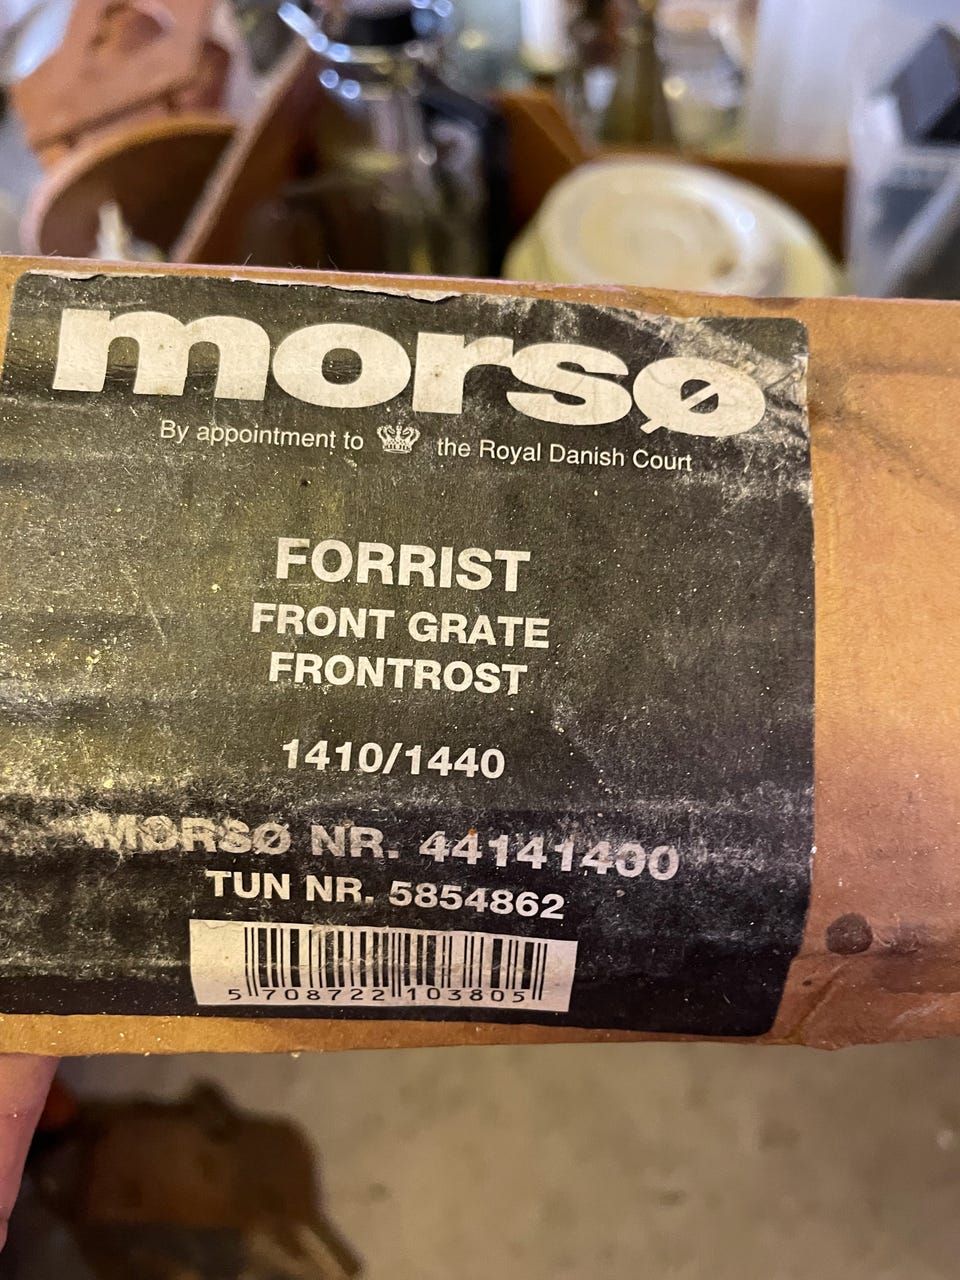 morsø
By appointment to the Royal Danish Court
FORRIST
FRONT GRATE
FRONTROST
1410/1440
MORSØ NR. 44141400
TUN NR. 5854862
5 708722 103805